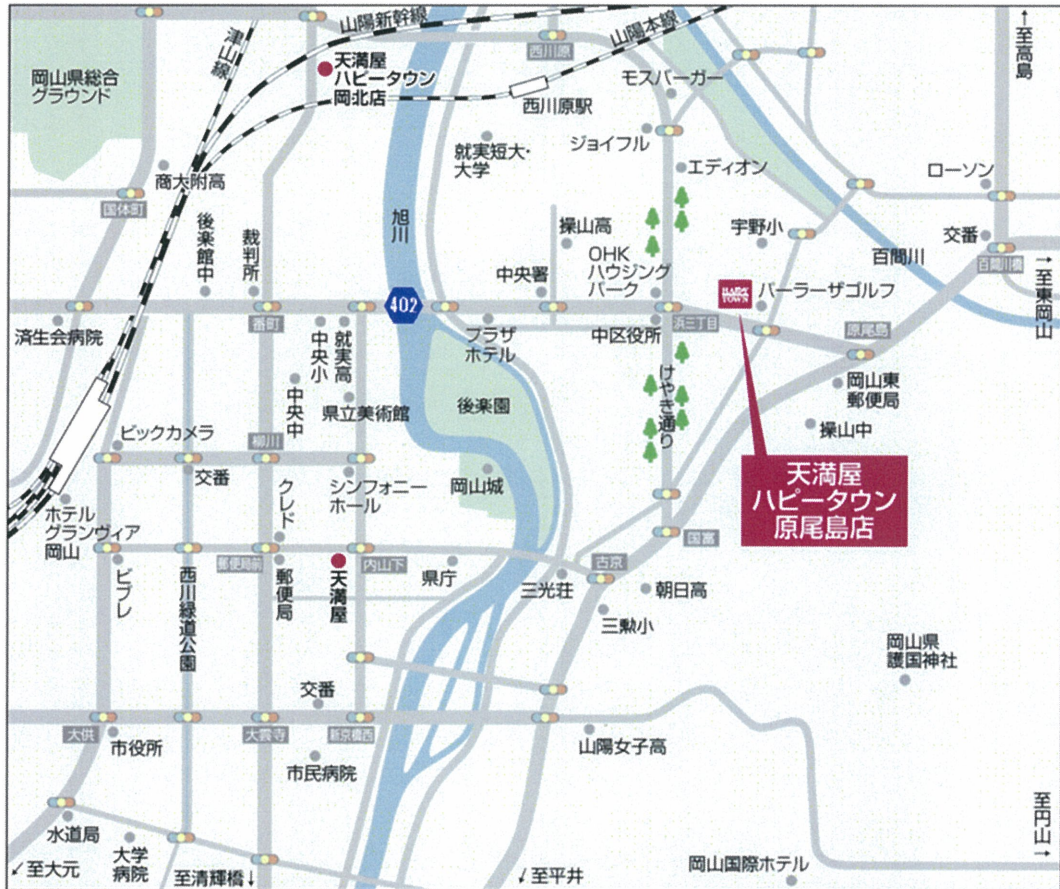 山陽新幹線
山陽本線
津山線
西川原
↑至高島
岡山県総合
グラウンド
天満屋
ハピータウン
岡北店
モスバーガー
西川原駅
ジョイフル
就実短大・
大学
エディオン
商大附高
ローソン
国体町
後楽館中
裁判所
旭川
操山高
宇野小
交番
OHK
ハウジング
パーク
百間川
百間川橋
→至東岡山
中央署
402
HAPPY
TOWN
パーラーザゴルフ
済生会病院
番町
中央小
就実高
プラザ
ホテル
中区役所
浜三丁目
原尾島
中央中
県立美術館
後楽園
けやき通り
岡山東
郵便局
操山中
ビックカメラ
柳川
交番
クレド
シンフォニー
ホール
岡山城
天満屋
ハピータウン
原尾島店
ホテル
グランヴィア
岡山
国富
郵便局前
内山下
古京
ビブレ
西川緑道公園
郵便局
天満屋
県庁
三光荘
朝日高
三勲小
岡山県
護国神社
交番
大供
市役所
大雲寺
新京橋西
山陽女子高
市民病院
水道局
大学
病院
至円山→
↙至大元
至清輝橋↓
↙至平井
岡山国際ホテル